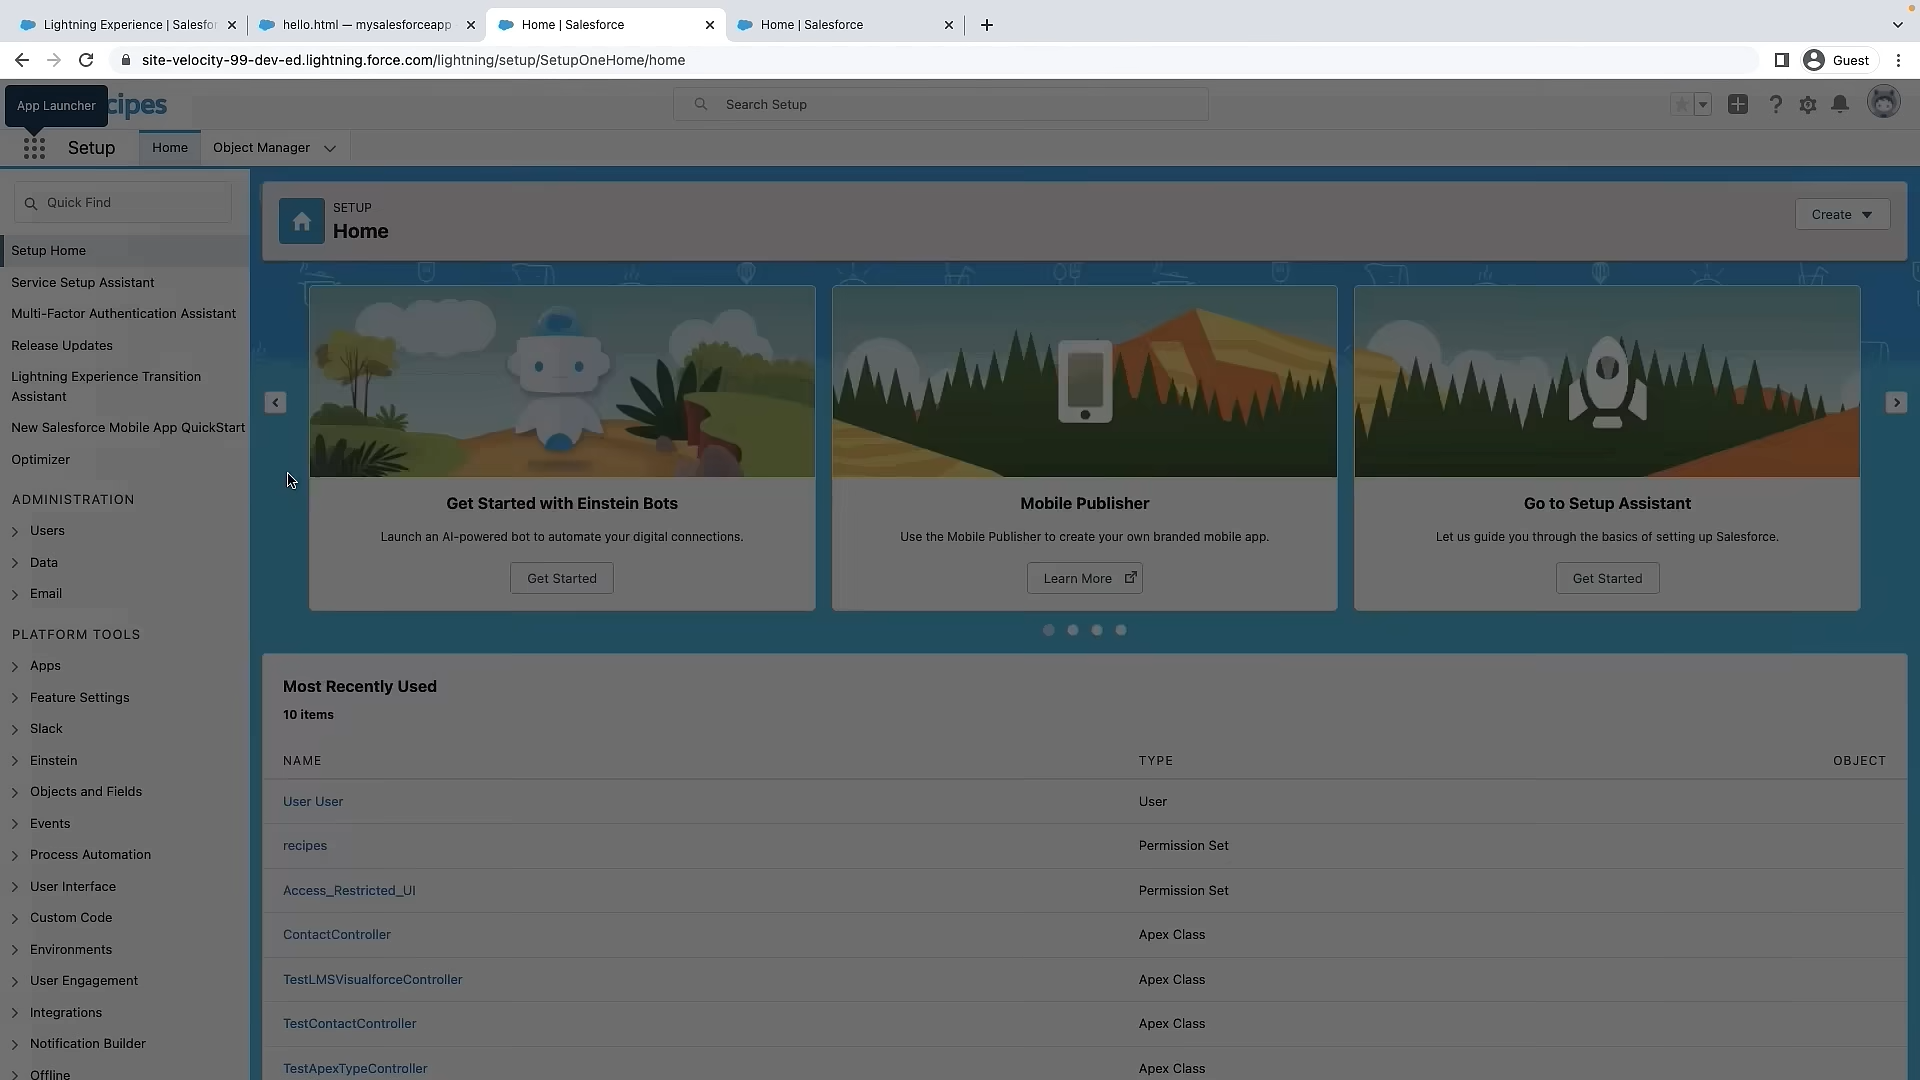 Lightning Experience | Salesfor
hello.html — mysalesforceapp
Home | Salesforce
Home | Salesforce
site-velocity-99-dev-ed.lightning.force.com/lightning/setup/SetupOneHome/home
Guest
App Launcher
cipes
Search Setup
Setup
Home
Object Manager
Quick Find
Setup Home
Service Setup Assistant
Multi-Factor Authentication Assistant
Release Updates
Lightning Experience Transition
Assistant
New Salesforce Mobile App QuickStart
Optimizer
ADMINISTRATION
Users
Data
Email
PLATFORM TOOLS
Apps
Feature Settings
Slack
Einstein
Objects and Fields
Events
Process Automation
User Interface
Custom Code
Environments
User Engagement
Integrations
Notification Builder
Offline
SETUP
Home
Create
Get Started with Einstein Bots
Launch an AI-powered bot to automate your digital connections.
Get Started
Mobile Publisher
Use the Mobile Publisher to create your own branded mobile app.
Learn More
Go to Setup Assistant
Let us guide you through the basics of setting up Salesforce.
Get Started
Most Recently Used
10 items
NAME TYPE OBJECT
User User User
recipes Permission Set
Access_Restricted_UI Permission Set
ContactController Apex Class
TestLMSVisualforceController Apex Class
TestContactController Apex Class
TestApexTypeController Apex Class